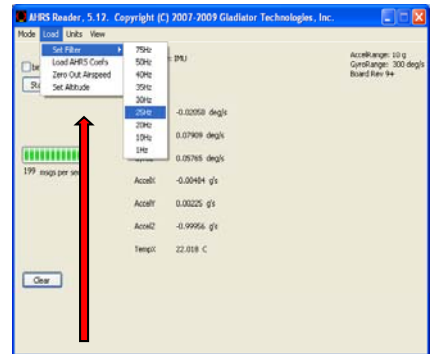 AHRS Reader, 5.12. Copyright (C) 2007-2009 Gladiator Technologies, Inc.
Mode Load Units View
Set Filter
Load AHRS Coefs
Zero Out Airspeed
Set Altitude
75Hz
50Hz
40Hz
35Hz
30Hz
25Hz
20Hz
10Hz
1Hz
IMU
AccelRange: 10 g
GyroRange: 300 deg/s
Board Rev 9+
-0.02058 deg/s
0.07909 deg/s
0.05765 deg/s
199 msgs per se
AccelX -0.00484 g's
AccelY 0.00225 g's
AccelZ -0.99956 g's
TempX 22.018 C
Clear